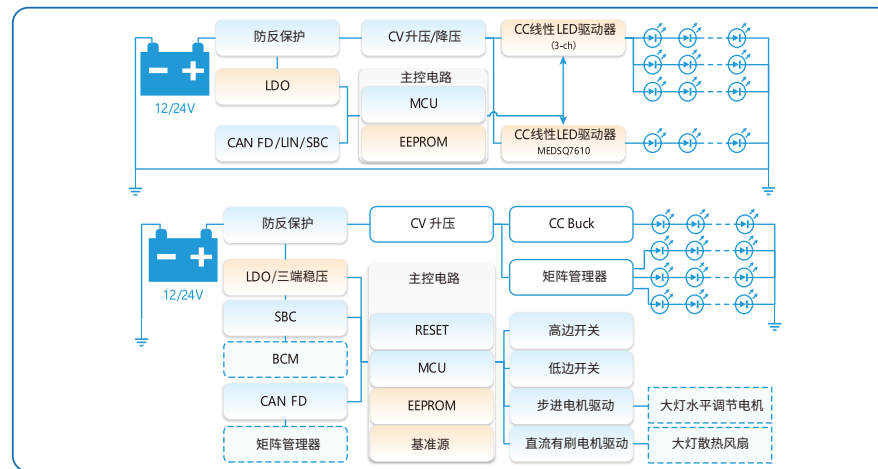 防反保护
CV升压/降压
CC线性LED驱动器
(3-ch)
12/24V
LDO
主控电路
MCU
CAN FD/LIN/SBC
EEPROM
CC线性LED驱动器
MEDSQ7610
防反保护
CV 升压
CC Buck
12/24V
LDO/三端稳压
主控电路
矩阵管理器
SBC
RESET
高边开关
BCM
MCU
低边开关
CAN FD
EEPROM
步进电机驱动
大灯水平调节电机
矩阵管理器
基准源
直流有刷电机驱动
大灯散热风扇